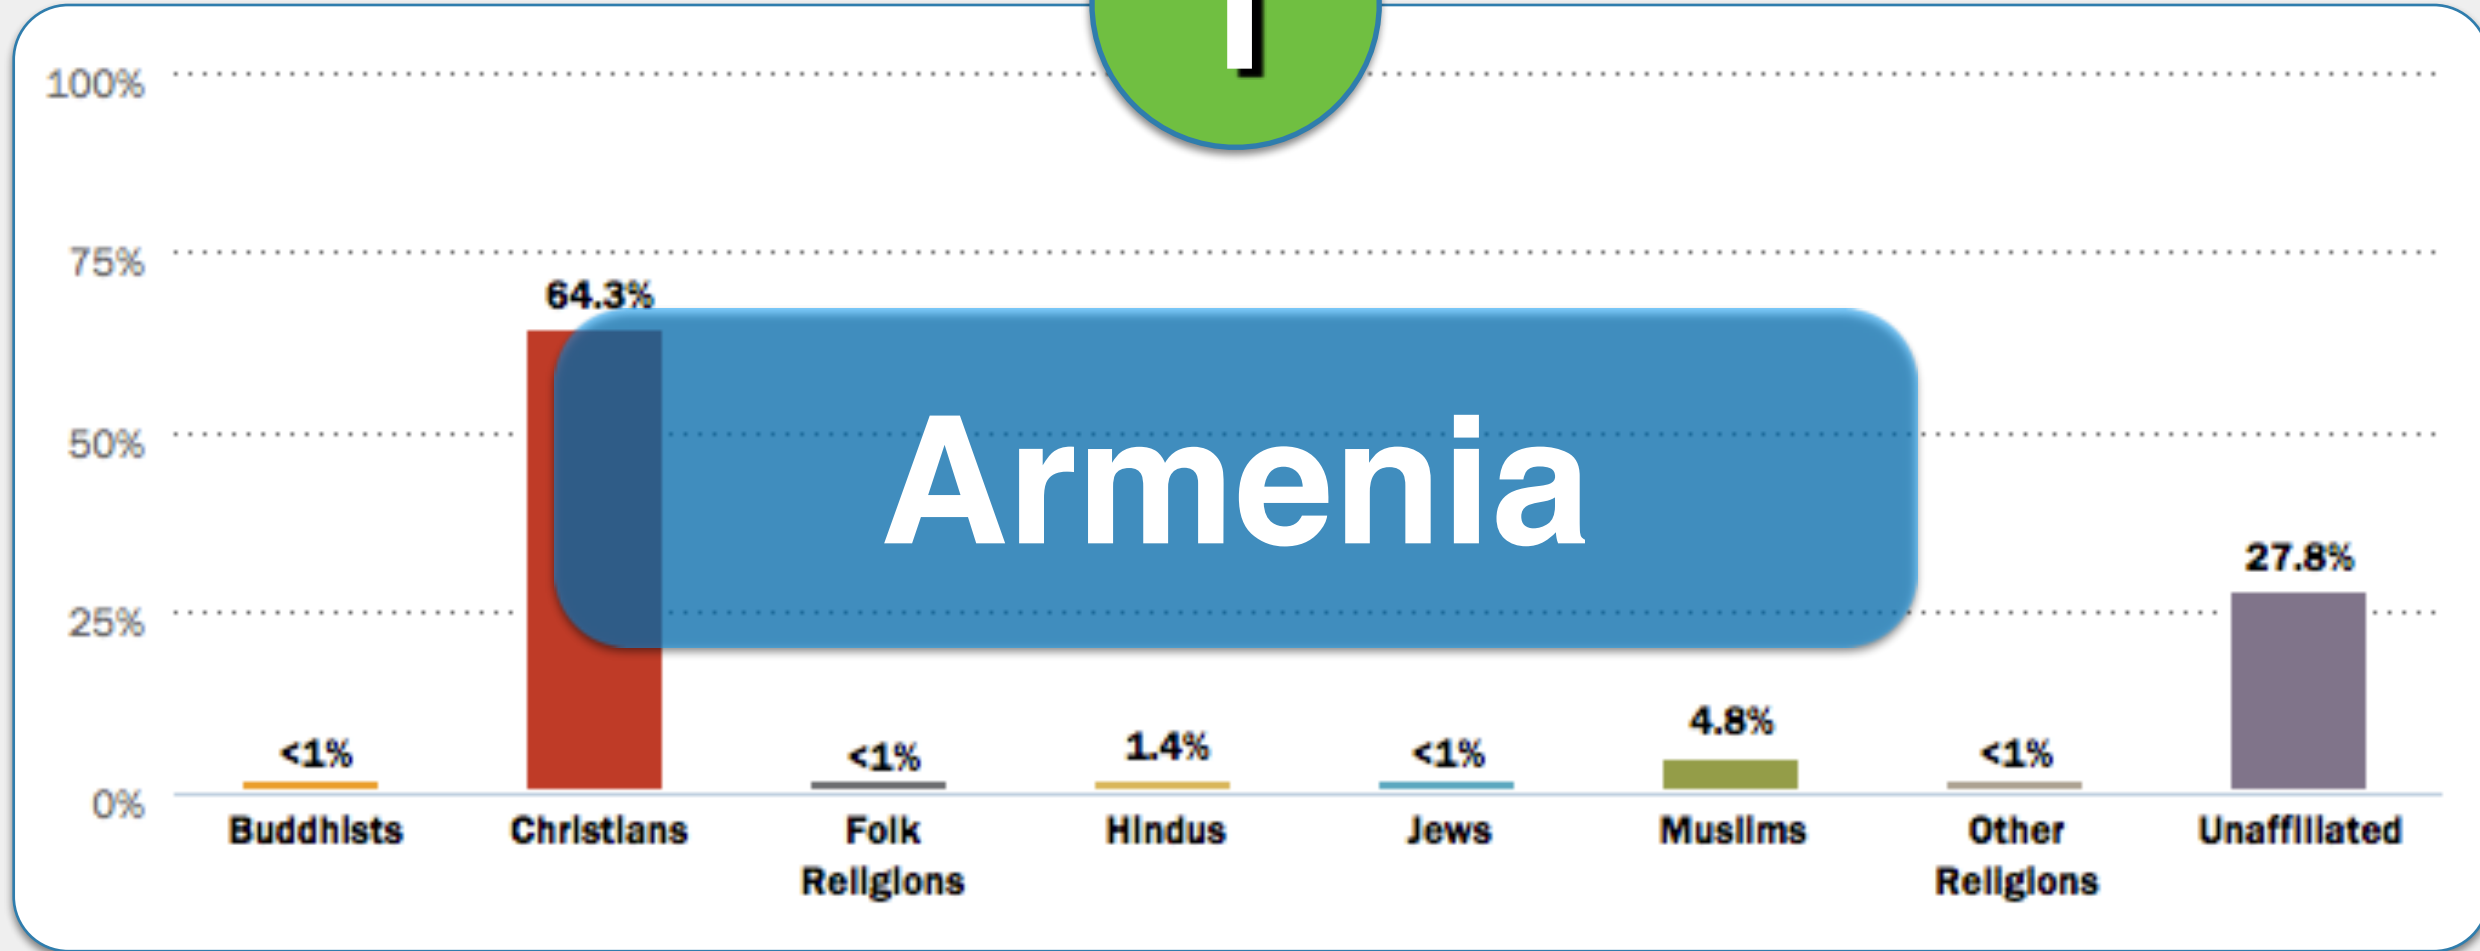 100%
75%
64.3%
50%
Armenia
27.8%
25%
4.8%
<1%
<1%
1.4%
<1%
<1%
0%
Buddhists
Christians
Folk
Religions
Hindus
Jews
Muslims
Other
Religions
Unaffiliated